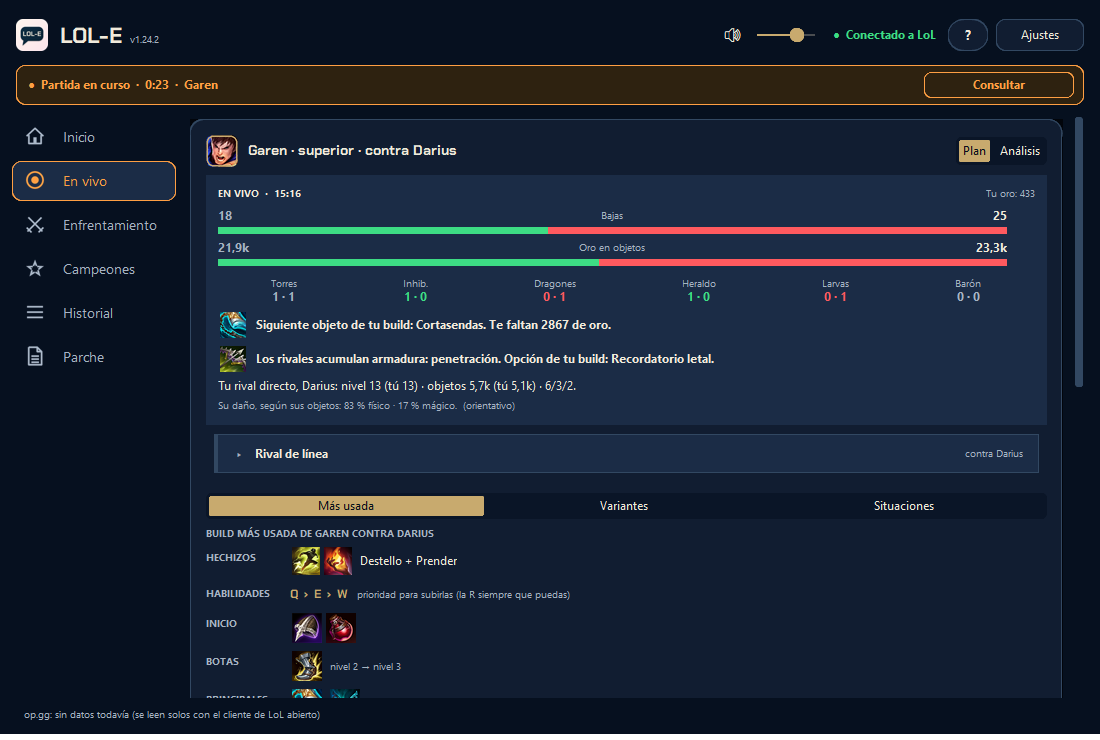 LOL-E
LOL-E v1.24.2
• Conectado a LoL
?
Ajustes
• Partida en curso · 0:23 · Garen
Consultar
Inicio
En vivo
Enfrentamiento
Campeones
Historial
Parche
Garen · superior · contra Darius
Plan
Análisis
EN VIVO · 15:16
Tu oro: 433
18 Bajas 25
21,9k Oro en objetos 23,3k
Torres Inhib. Dragones Heraldo Larvas Barón
1 · 1 1 · 0 0 · 1 1 · 0 0 · 1 0 · 0
Siguiente objeto de tu build: Cortasendas. Te faltan 2867 de oro.
Los rivales acumulan armadura: penetración. Opción de tu build: Recordatorio letal.
Tu rival directo, Darius: nivel 13 (tú 13) · objetos 5,7k (tú 5,1k) · 6/3/2.
Su daño, según sus objetos: 83 % físico · 17 % mágico. (orientativo)
▸ Rival de línea
contra Darius
Más usada
Variantes
Situaciones
BUILD MÁS USADA DE GAREN CONTRA DARIUS
HECHIZOS Destello + Prender
HABILIDADES Q › E › W prioridad para subirlas (la R siempre que puedas)
INICIO
BOTAS nivel 2 → nivel 3
PRINCIPALES
op.gg: sin datos todavía (se leen solos con el cliente de LoL abierto)